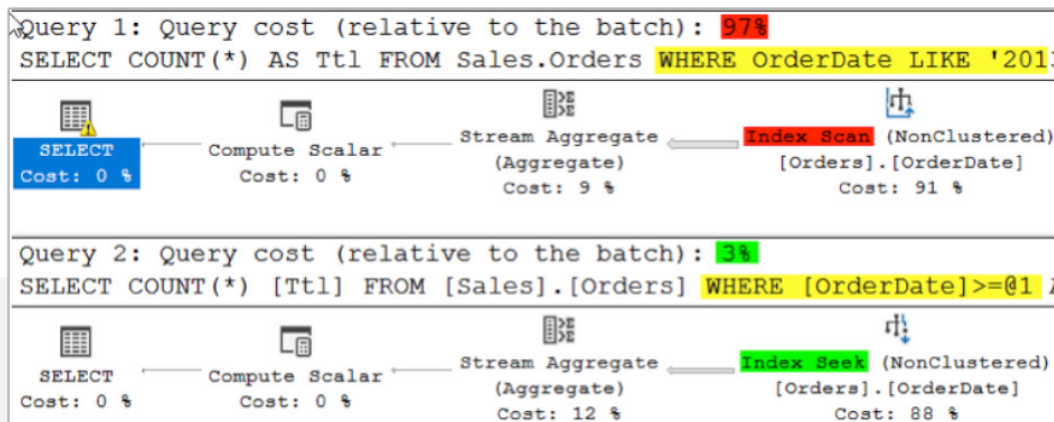 Query 1: Query cost (relative to the batch): 97%
SELECT COUNT(*) AS Ttl FROM Sales.Orders WHERE OrderDate LIKE '201
SELECT
Cost: 0 %
Compute Scalar
Cost: 0 %
Stream Aggregate
(Aggregate)
Cost: 9 %
Index Scan (NonClustered)
[Orders].[OrderDate]
Cost: 91 %
Query 2: Query cost (relative to the batch): 3%
SELECT COUNT(*) [Ttl] FROM [Sales].[Orders] WHERE [OrderDate]>=@1
SELECT
Cost: 0 %
Compute Scalar
Cost: 0 %
Stream Aggregate
(Aggregate)
Cost: 12 %
Index Seek (NonClustered)
[Orders].[OrderDate]
Cost: 88 %